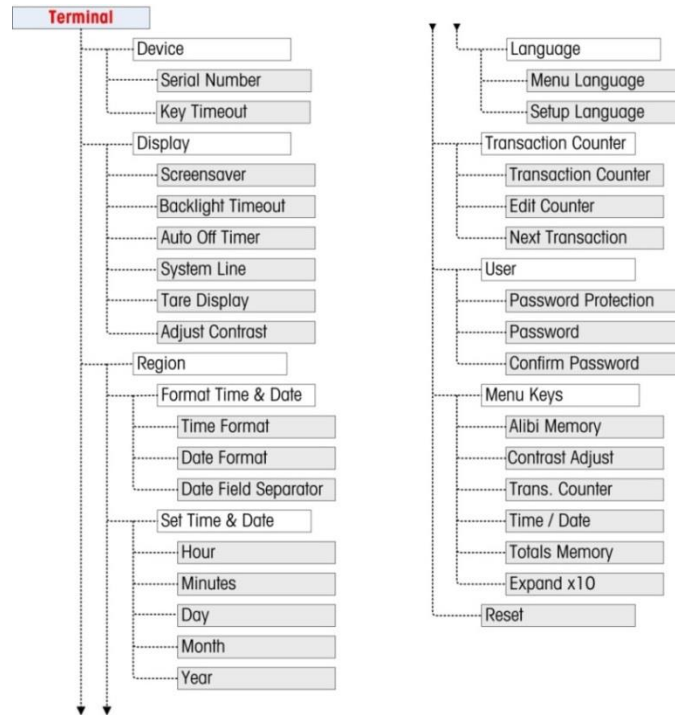 Terminal
Device
Serial Number
Key Timeout
Display
Screensaver
Backlight Timeout
Auto Off Timer
System Line
Tare Display
Adjust Contrast
Region
Format Time & Date
Time Format
Date Format
Date Field Separator
Set Time & Date
Hour
Minutes
Day
Month
Year
Language
Menu Language
Setup Language
Transaction Counter
Transaction Counter
Edit Counter
Next Transaction
User
Password Protection
Password
Confirm Password
Menu Keys
Alibi Memory
Contrast Adjust
Trans. Counter
Time / Date
Totals Memory
Expand x10
Reset